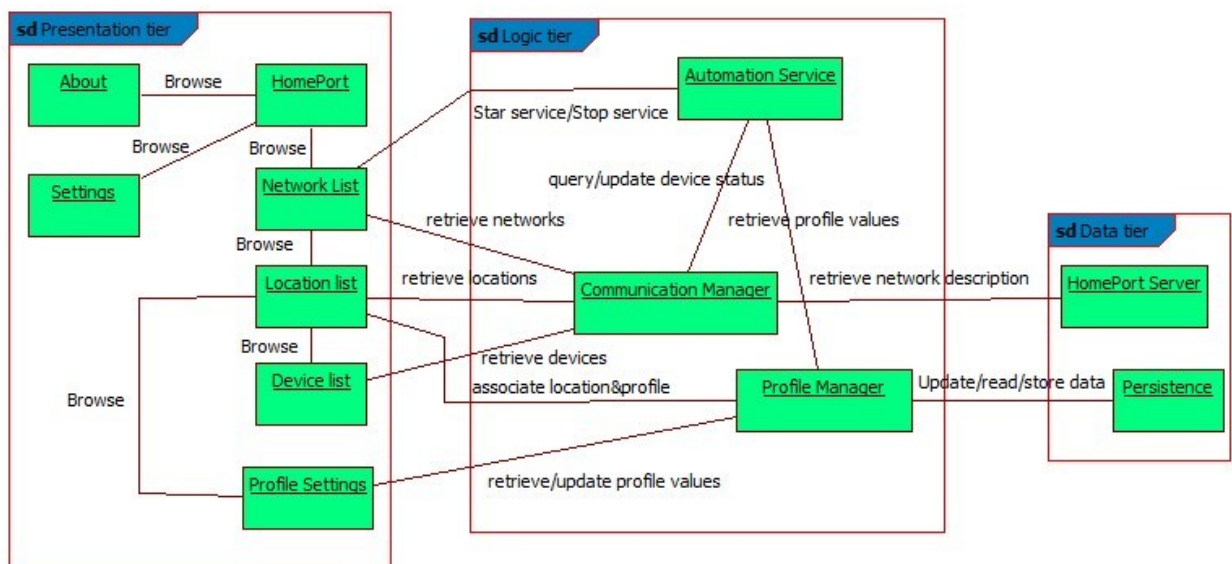 sd Presentation tier
About
Browse
HomePort
Browse
Settings
Browse
Network List
Browse
Location list
Browse
Device list
Browse
Profile Settings
sd Logic tier
Automation Service
Star service/Stop service
query/update device status
retrieve networks
retrieve profile values
retrieve locations
Communication Manager
retrieve network description
retrieve devices
associate location&profile
Profile Manager
Update/read/store data
retrieve/update profile values
sd Data tier
HomePort Server
Persistence